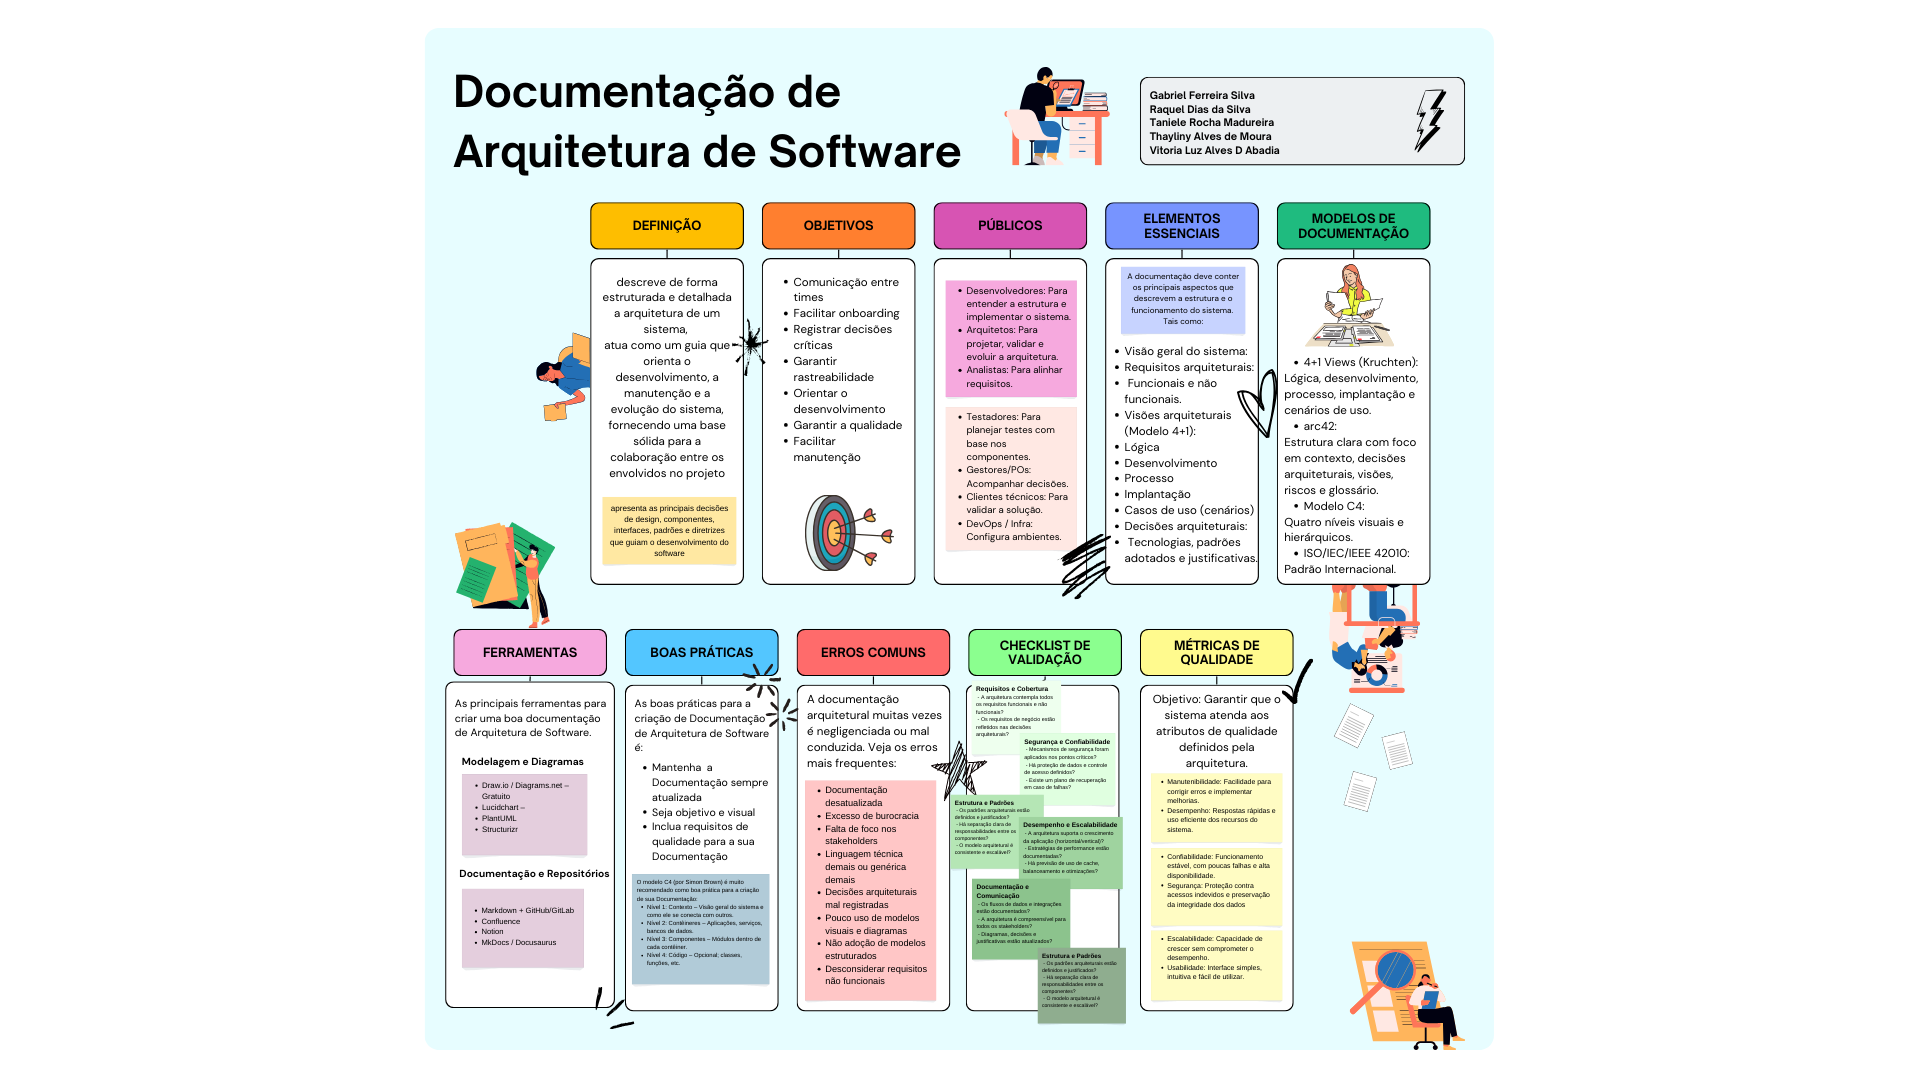 Documentação de
Arquitetura de Software
Gabriel Ferreira Silva
Raquel Dias da Silva
Taniele Rocha Madureira
Thayliny Alves de Moura
Vitoria Luz Alves D Abadia
DEFINIÇÃO
descreve de forma
estruturada e detalhada
a arquitetura de um
sistema,
atua como um guia que
orienta o
desenvolvimento, a
manutenção e a
evolução do sistema,
fornecendo uma base
sólida para a
colaboração entre os
envolvidos no projeto
apresenta as principais decisões
de design, componentes,
interfaces, padrões e diretrizes
que guiam o desenvolvimento do
software
OBJETIVOS
• Comunicação entre
times
• Facilitar onboarding
• Registrar decisões
críticas
• Garantir
rastreabilidade
• Orientar o
desenvolvimento
• Garantir a qualidade
• Facilitar
manutenção
PÚBLICOS
• Desenvolvedores: Para
entender a estrutura e
implementar o sistema.
• Arquitetos: Para
projetar, validar e
evoluir a arquitetura.
• Analistas: Para alinhar
requisitos.
• Testadores: Para
planejar testes com
base nos
componentes.
• Gestores/POs:
Acompanhar decisões.
• Clientes técnicos: Para
validar a solução.
• DevOps / Infra:
Configura ambientes.
ELEMENTOS
ESSENCIAIS
A documentação deve conter
os principais aspectos que
descrevem a estrutura e o
funcionamento do sistema.
Tais como:
• Visão geral do sistema:
• Requisitos arquiteturais:
• Funcionais e não
funcionais.
• Visões arquiteturais
(Modelo 4+1):
• Lógica
• Desenvolvimento
• Processo
• Implantação
• Casos de uso (cenários)
• Decisões arquiteturais:
• Tecnologias, padrões
adotados e justificativas.
MODELOS DE
DOCUMENTAÇÃO
• 4+1 Views (Kruchten):
Lógica, desenvolvimento,
processo, implantação e
cenários de uso.
• arc42:
Estrutura clara com foco
em contexto, decisões
arquiteturais, visões,
riscos e glossário.
• Modelo C4:
Quatro níveis visuais e
hierárquicos.
• ISO/IEC/IEEE 42010:
Padrão Internacional.
FERRAMENTAS
As principais ferramentas para
criar uma boa documentação
de Arquitetura de Software.
Modelagem e Diagramas
• Draw.io / Diagrams.net –
Gratuito
• Lucidchart –
• PlantUML
• Structurizr
Documentação e Repositórios
• Markdown + GitHub/GitLab
• Confluence
• Notion
• MkDocs / Docusaurus
BOAS PRÁTICAS
As boas práticas para a
criação de Documentação
de Arquitetura de Software
é:
• Mantenha a
Documentação sempre
atualizada
• Seja objetivo e visual
• Inclua requisitos de
qualidade para a sua
Documentação
O modelo C4 (por Simon Brown) é muito
recomendado como boa prática para a criação
de sua Documentação:
• Nível 1: Contexto – Visão geral do sistema e
como ele se conecta com outros.
• Nível 2: Contêineres – Aplicações, serviços,
bancos de dados.
• Nível 3: Componentes – Módulos dentro de
cada contêiner.
• Nível 4: Código – Opcional; classes,
funções, etc.
ERROS COMUNS
A documentação
arquitetural muitas vezes
é negligenciada ou mal
conduzida. Veja os erros
mais frequentes:
• Documentação
desatualizada
• Excesso de burocracia
• Falta de foco nos
stakeholders
• Linguagem técnica
demais ou genérica
demais
• Decisões arquiteturais
mal registradas
• Pouco uso de modelos
visuais e diagramas
• Não adoção de modelos
estruturados
• Desconsiderar requisitos
não funcionais
CHECKLIST DE
VALIDAÇÃO
Requisitos e Cobertura
- A arquitetura contempla todos
os requisitos funcionais e não
funcionais?
- Os requisitos de negócio estão
refletidos nas decisões
arquiteturais?
Segurança e Confiabilidade
- Mecanismos de segurança foram
aplicados nos pontos críticos?
- Há proteção de dados e controle
de acesso definidos?
- Existe um plano de recuperação
em caso de falhas?
Estrutura e Padrões
- Os padrões arquiteturais estão
definidos e justificados?
- Há separação clara de
responsabilidades entre os
componentes?
- O modelo arquitetural é
consistente e escalável?
Desempenho e Escalabilidade
- A arquitetura suporta o crescimento
da aplicação (horizontal/vertical)?
- Estratégias de performance estão
documentadas?
- Há previsão de uso de cache,
balanceamento e otimizações?
Documentação e
Comunicação
- Os fluxos de dados e integrações
estão documentados?
- A arquitetura é compreensível para
todos os stakeholders?
- Diagramas, decisões e
justificativas estão atualizados?
Estrutura e Padrões
- Os padrões arquiteturais estão
definidos e justificados?
- Há separação clara de
responsabilidades entre os
componentes?
- O modelo arquitetural é
consistente e escalável?
MÉTRICAS DE
QUALIDADE
Objetivo: Garantir que o
sistema atenda aos
atributos de qualidade
definidos pela
arquitetura.
• Manutenibilidade: Facilidade para
corrigir erros e implementar
melhorias.
• Desempenho: Respostas rápidas e
uso eficiente dos recursos do
sistema.
• Confiabilidade: Funcionamento
estável, com poucas falhas e alta
disponibilidade.
• Segurança: Proteção contra
acessos indevidos e preservação
da integridade dos dados
• Escalabilidade: Capacidade de
crescer sem comprometer o
desempenho.
• Usabilidade: Interface simples,
intuitiva e fácil de utilizar.